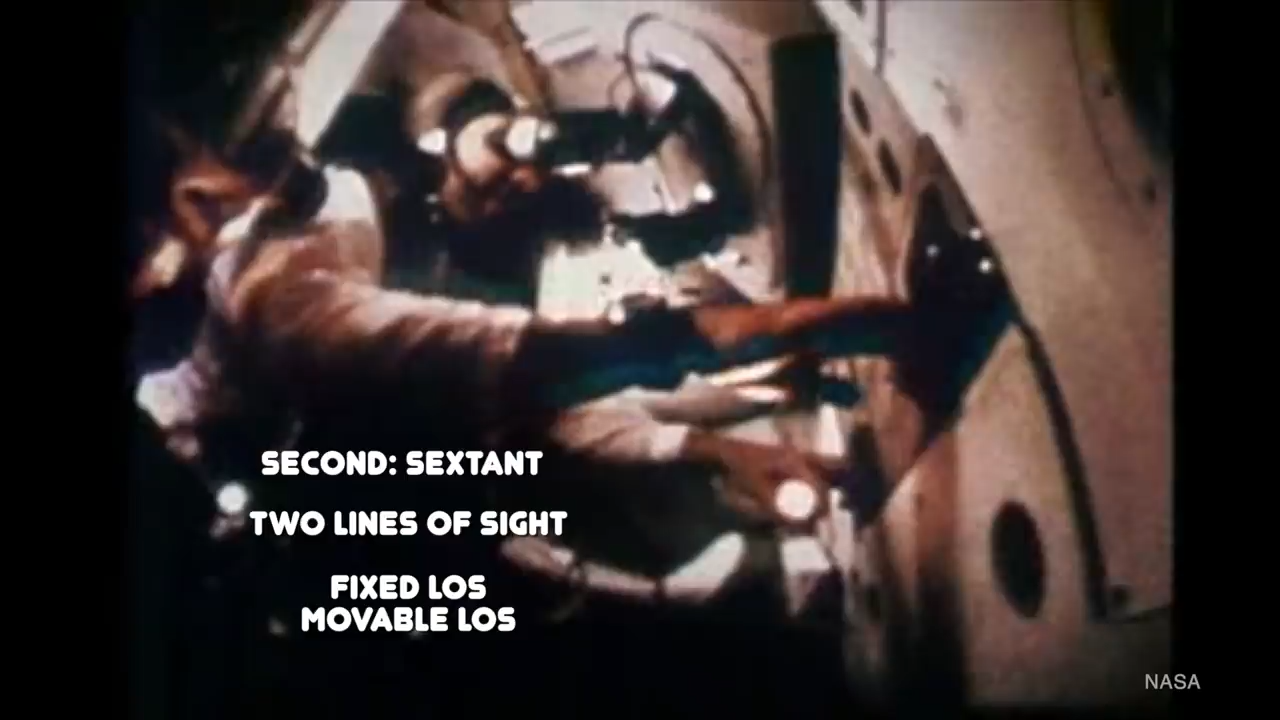 SECOND: SEXTANT
TWO LINES OF SIGHT
FIXED LOS
MOVABLE LOS
NASA